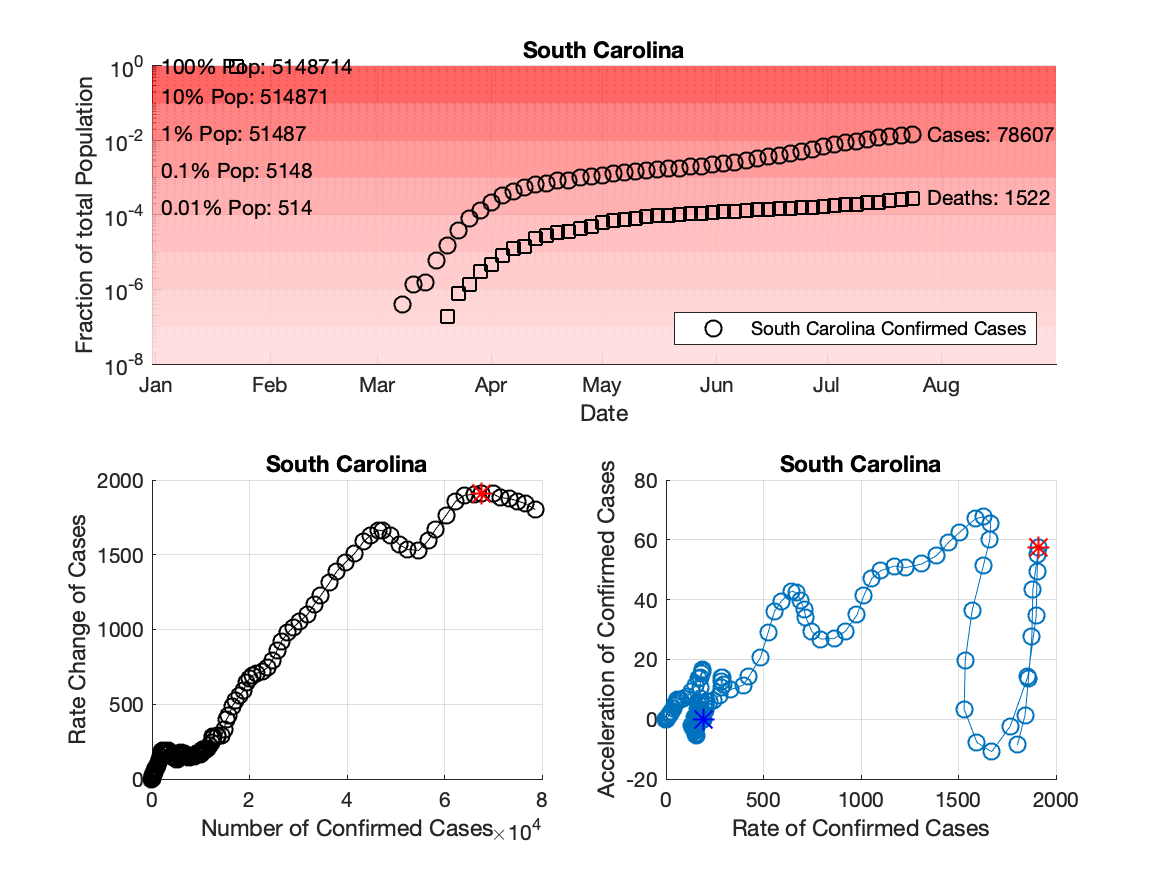 South Carolina
Fraction of total Population
10^0
10^-2
10^-4
10^-6
10^-8
100% Pop: 5148714
10% Pop: 514871
1% Pop: 51487
0.1% Pop: 5148
0.01% Pop: 514
Cases: 78607
Deaths: 1522
South Carolina Confirmed Cases
Jan Feb Mar Apr May Jun Jul Aug
Date
South Carolina
Rate Change of Cases
2000
1500
1000
500
0
0 2 4 6 8
Number of Confirmed Cases ×10^4
South Carolina
Acceleration of Confirmed Cases
80
60
40
20
0
-20
0 500 1000 1500 2000
Rate of Confirmed Cases